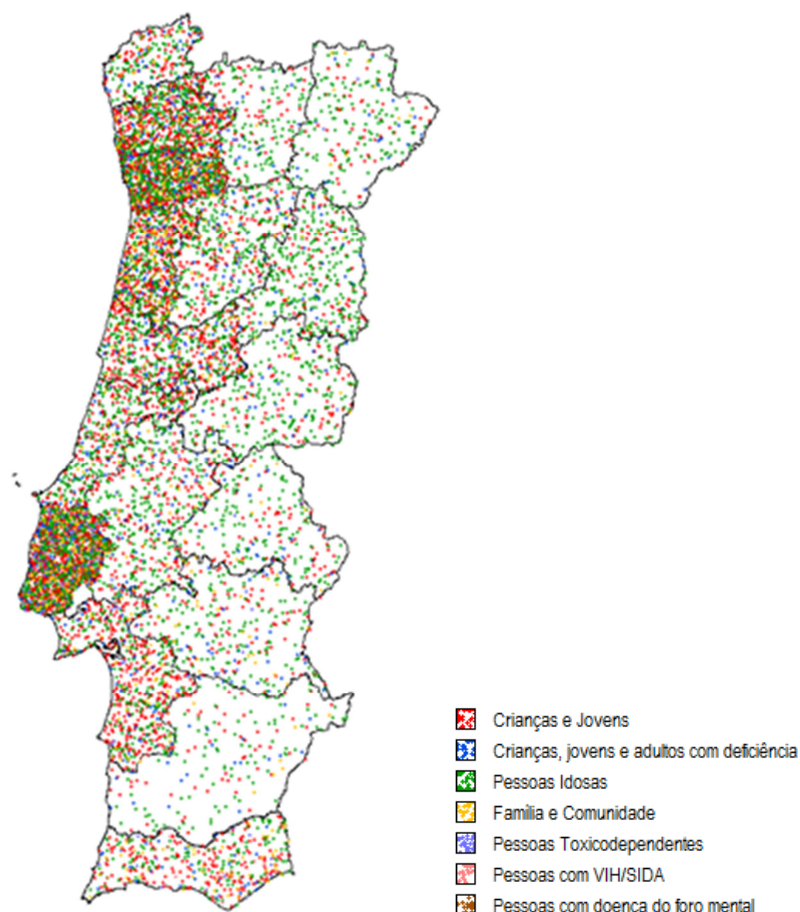 Crianças e Jovens
Crianças, jovens e adultos com deficiência
Pessoas Idosas
Família e Comunidade
Pessoas Toxicodependentes
Pessoas com VIH/SIDA
Pessoas com doença do foro mental